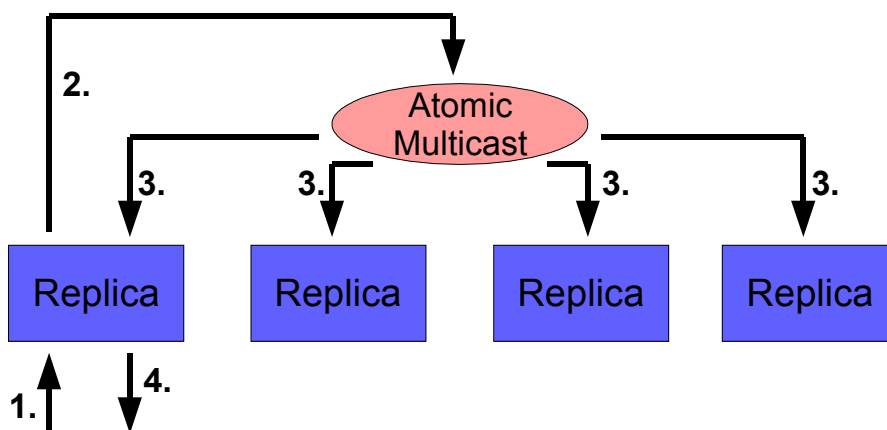 2.
Atomic
Multicast
3.
3.
3.
3.
Replica
Replica
Replica
Replica
1.
4.